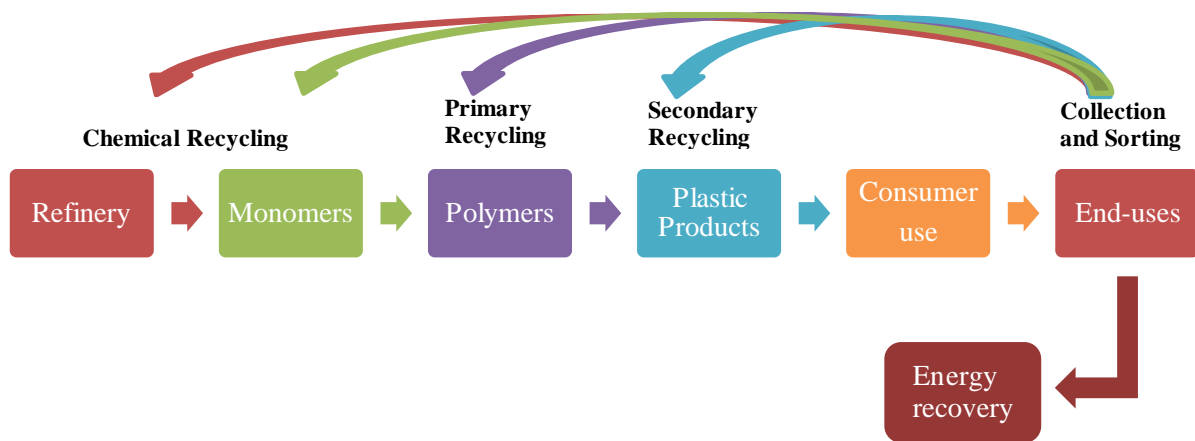 Primary
Recycling
Secondary
Recycling
Collection
and Sorting
Chemical Recycling
Refinery
Monomers
Polymers
Plastic
Products
Consumer
use
End-uses
Energy
recovery